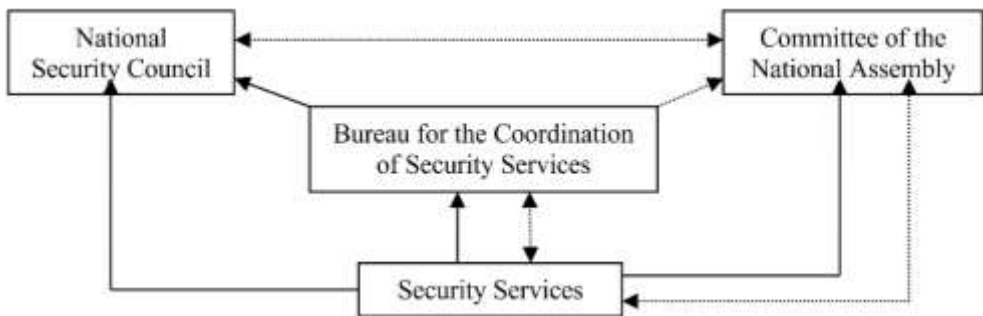 National
Security Council
Committee of the
National Assembly
Bureau for the Coordination
of Security Services
Security Services